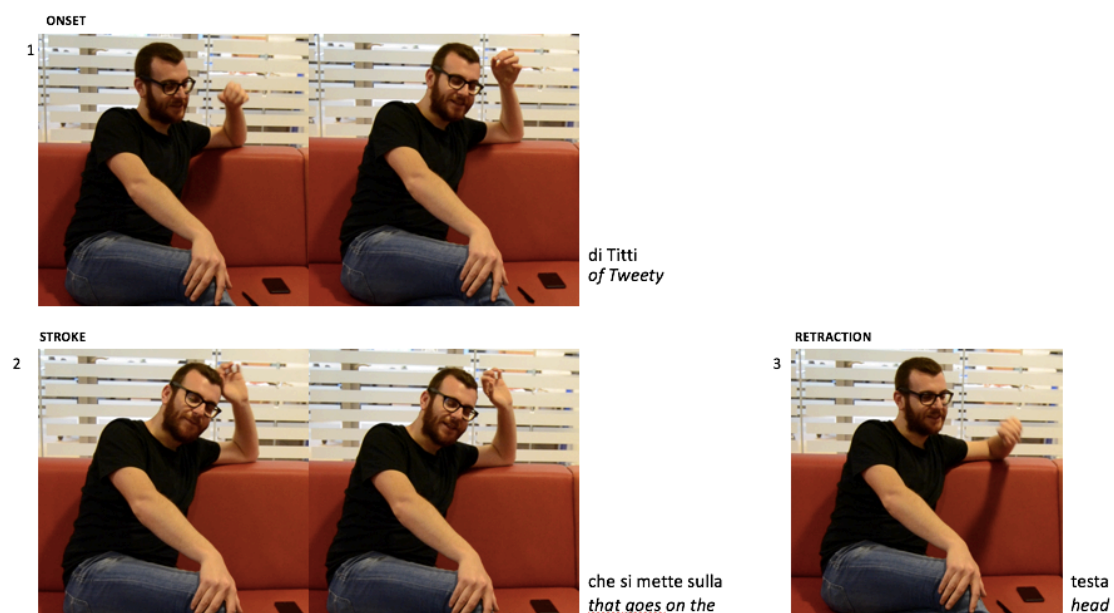 ONSET
1
di Titti
of Tweety
STROKE
2
che si mette sulla
that goes on the
RETRACTION
3
testa
head